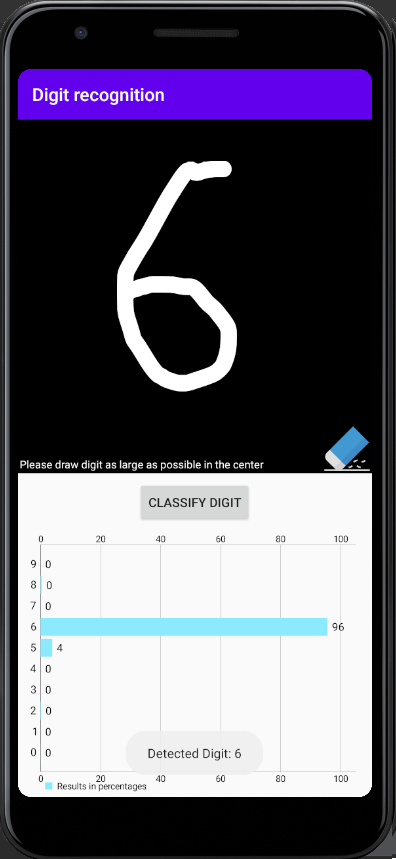 Digit recognition
6
Please draw digit as large as possible in the center
CLASSIFY DIGIT
0 20 40 60 80 100
9 0
8 0
7 0
6 96
5 4
4 0
3 0
2 0
1 0
0 0
Detected Digit: 6
0 20 40 60 80 100
Results in percentages